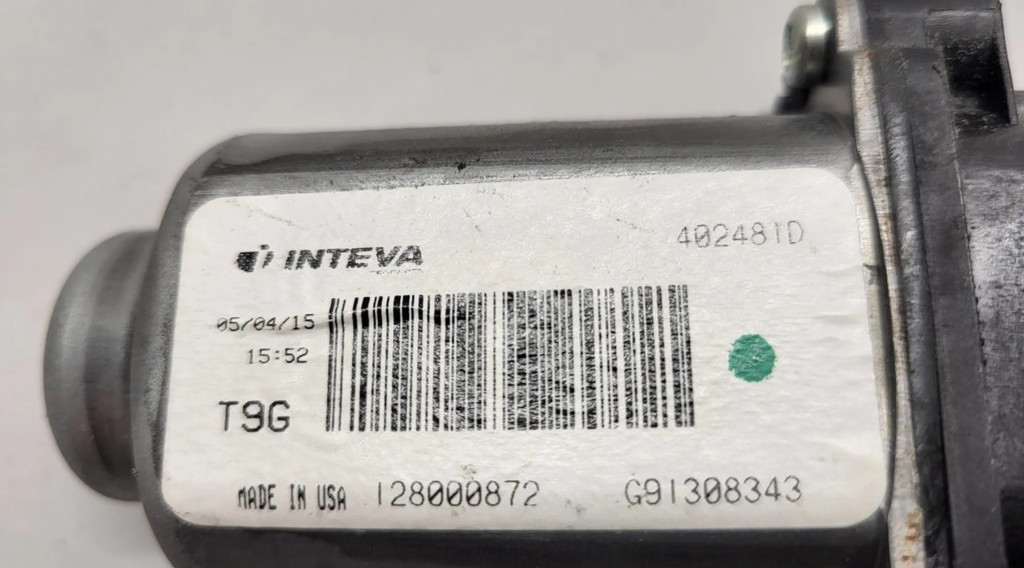 INTEVA
402481D
05/04/15
15:52
T9G
MADE IN USA 128000872 G91308343